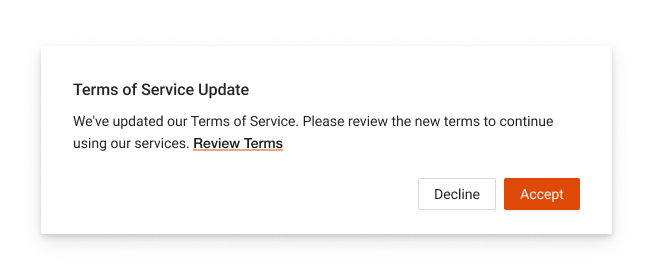 Terms of Service Update
We've updated our Terms of Service. Please review the new terms to continue
using our services. Review Terms
Decline
Accept